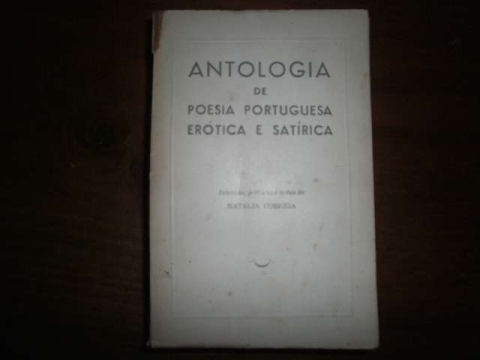 ANTOLOGIA
DE
POESIA PORTUGUESA
ERÓTICA E SATÍRICA
NATÁLIA CORREIA